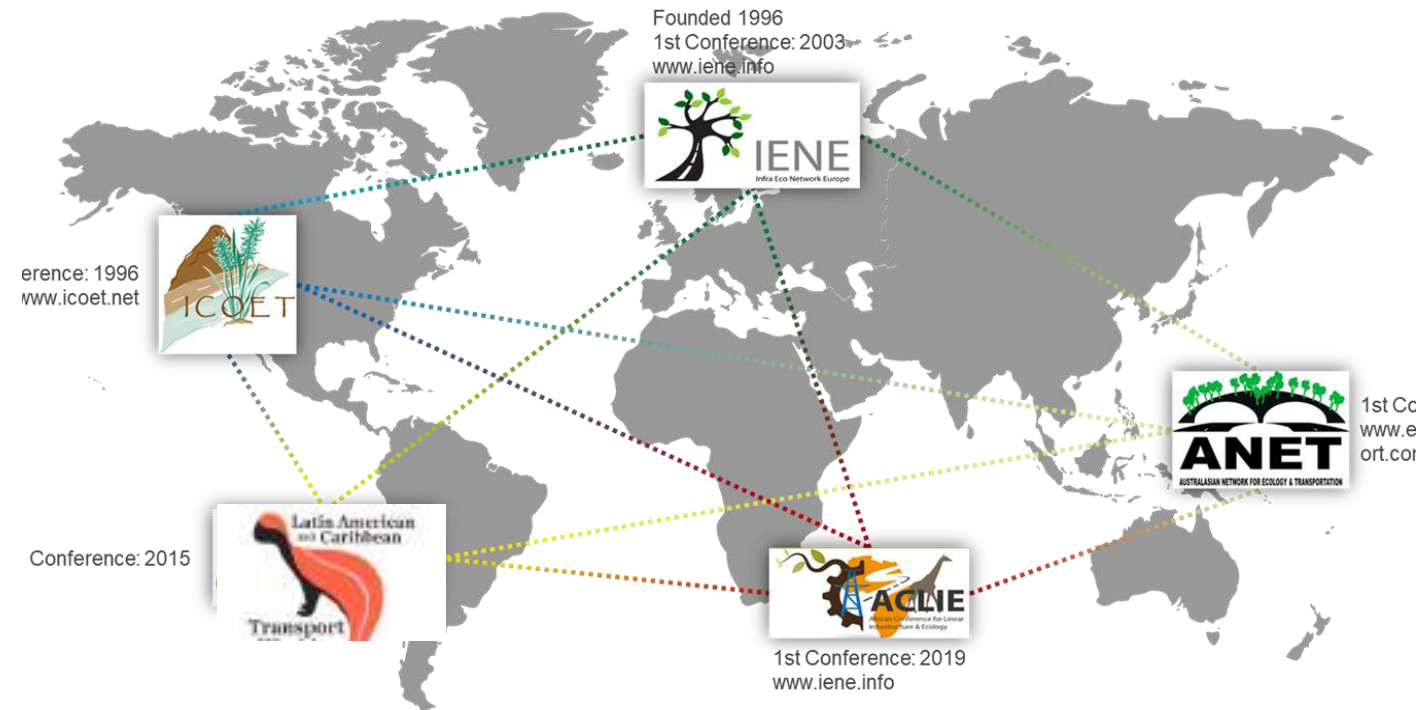 Founded 1996
1st Conference: 2003
www.iene.info
IENE
Infra Eco Network Europe
erence: 1996
www.icoet.net
ICOET
1st Co
www.e
ort.com
ANET
AUSTRALASIAN NETWORK FOR ECOLOGY & TRANSPORTATION
Conference: 2015
Latin American
and Caribbean
Transport
ACLIE
African Conference for Linear
Infrastructure & Ecology
1st Conference: 2019
www.iene.info